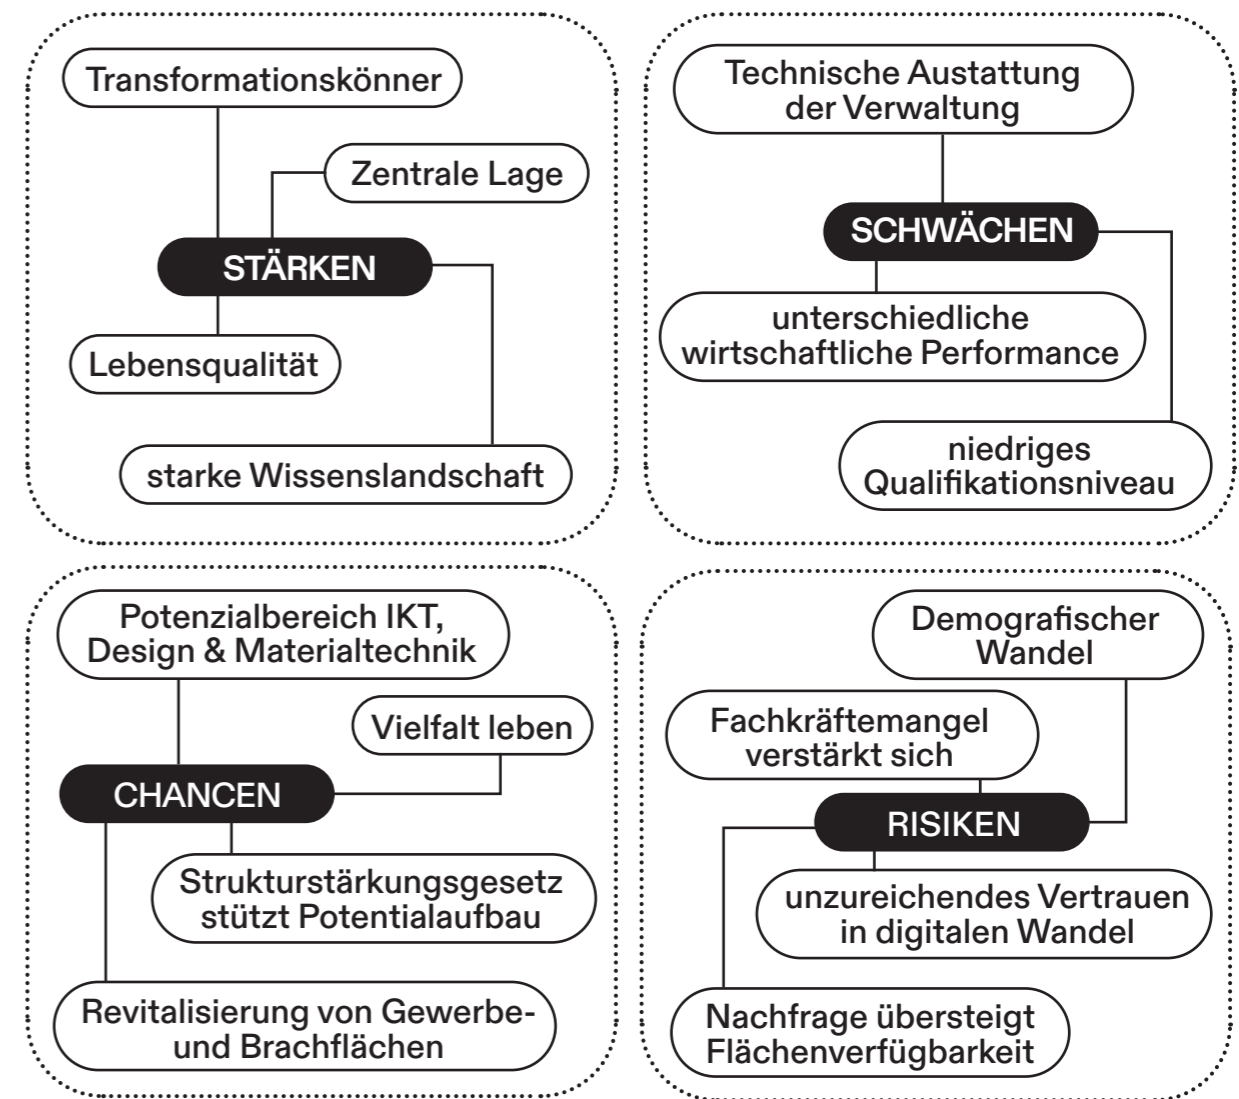 Transformationskönner
Zentrale Lage
STÄRKEN
Lebensqualität
starke Wissenslandschaft
Technische Austattung
der Verwaltung
SCHWÄCHEN
unterschiedliche
wirtschaftliche Performance
niedriges
Qualifikationsniveau
Potenzialbereich IKT,
Design & Materialtechnik
Vielfalt leben
CHANCEN
Strukturstärkungsgesetz
stützt Potentialaufbau
Revitalisierung von Gewerbe-
und Brachflächen
Demografischer
Wandel
Fachkräftemangel
verstärkt sich
RISIKEN
unzureichendes Vertrauen
in digitalen Wandel
Nachfrage übersteigt
Flächenverfügbarkeit